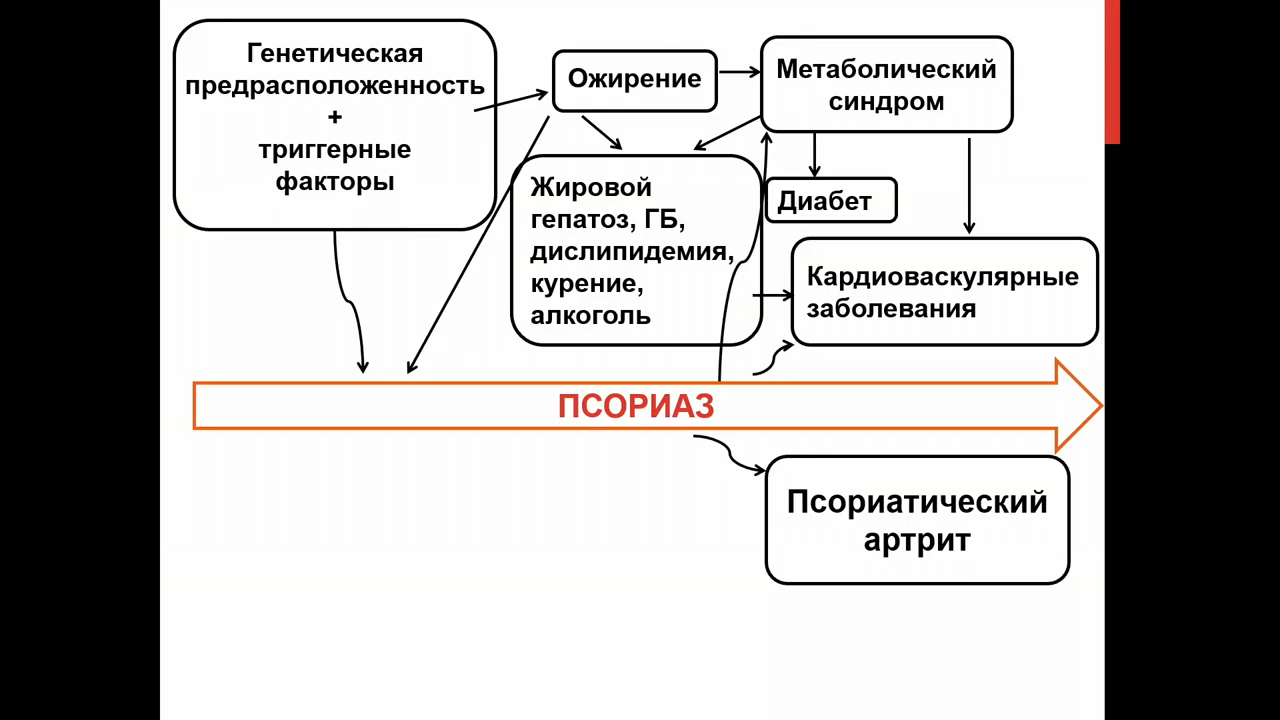 Генетическая
предрасположенность
+
триггерные
факторы
Ожирение
Метаболический
синдром
Жировой
гепатоз, ГБ,
дислипидемия,
курение,
алкоголь
Диабет
Кардиоваскулярные
заболевания
ПСОРИАЗ
Псориатический
артрит